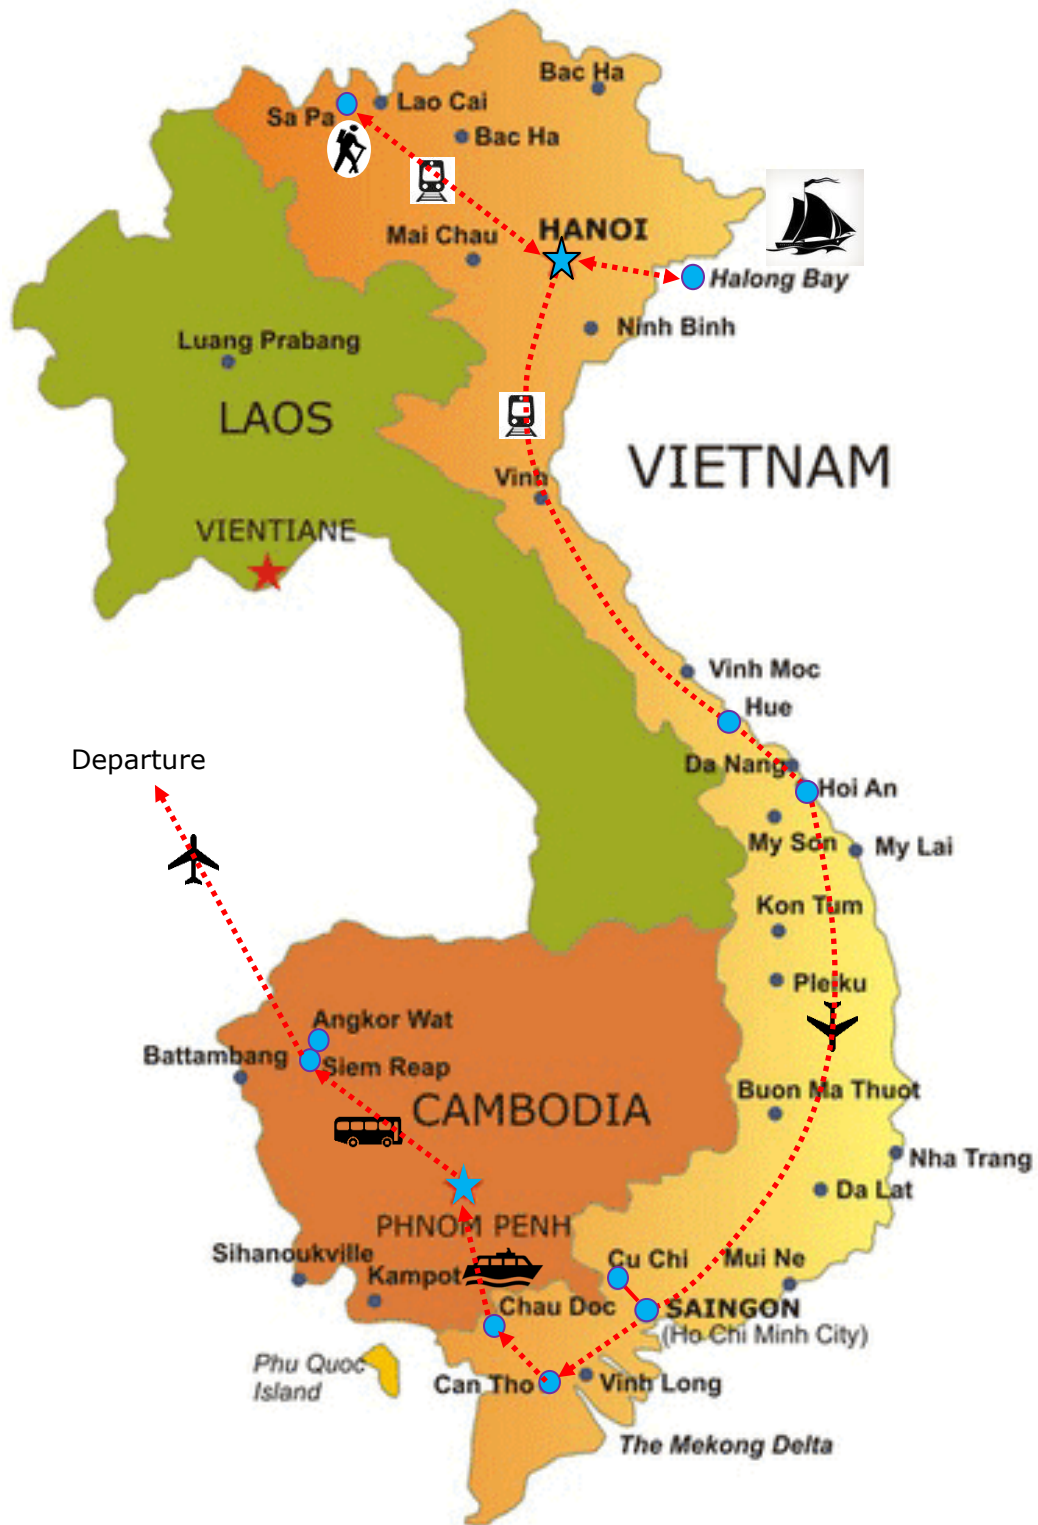 Bac Ha
Lao Cai
Sa Pa
Bac Ha
HANOI
Mai Chau
Halong Bay
Ninh Binh
Luang Prabang
LAOS
VIETNAM
Vinh
VIENTIANE
Vinh Moc
Hue
Departure
Da Nang
Hoi An
My Son
My Lai
Kon Tum
Pleiku
Angkor Wat
Battambang
Siem Reap
Buon Ma Thuot
CAMBODIA
Nha Trang
Da Lat
PHNOM PENH
Sihanoukville
Cu Chi
Mui Ne
Kampot
Chau Doc
SAINGON
(Ho Chi Minh City)
Phu Quoc
Island
Can Tho
Vinh Long
The Mekong Delta